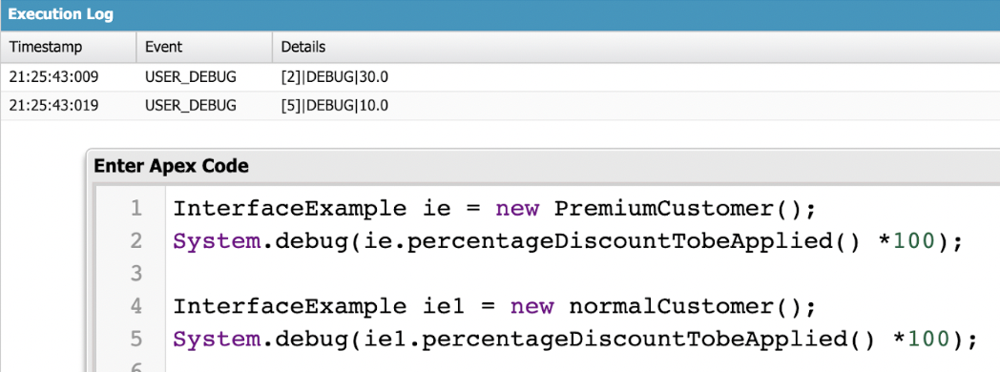 Execution Log
Timestamp Event Details
21:25:43:009 USER_DEBUG [2]|DEBUG|30.0
21:25:43:019 USER_DEBUG [5]|DEBUG|10.0
Enter Apex Code
1 InterfaceExample ie = new PremiumCustomer();
2 System.debug(ie.percentageDiscountTobeApplied() *100);
3
4 InterfaceExample ie1 = new normalCustomer();
5 System.debug(ie1.percentageDiscountTobeApplied() *100);
6